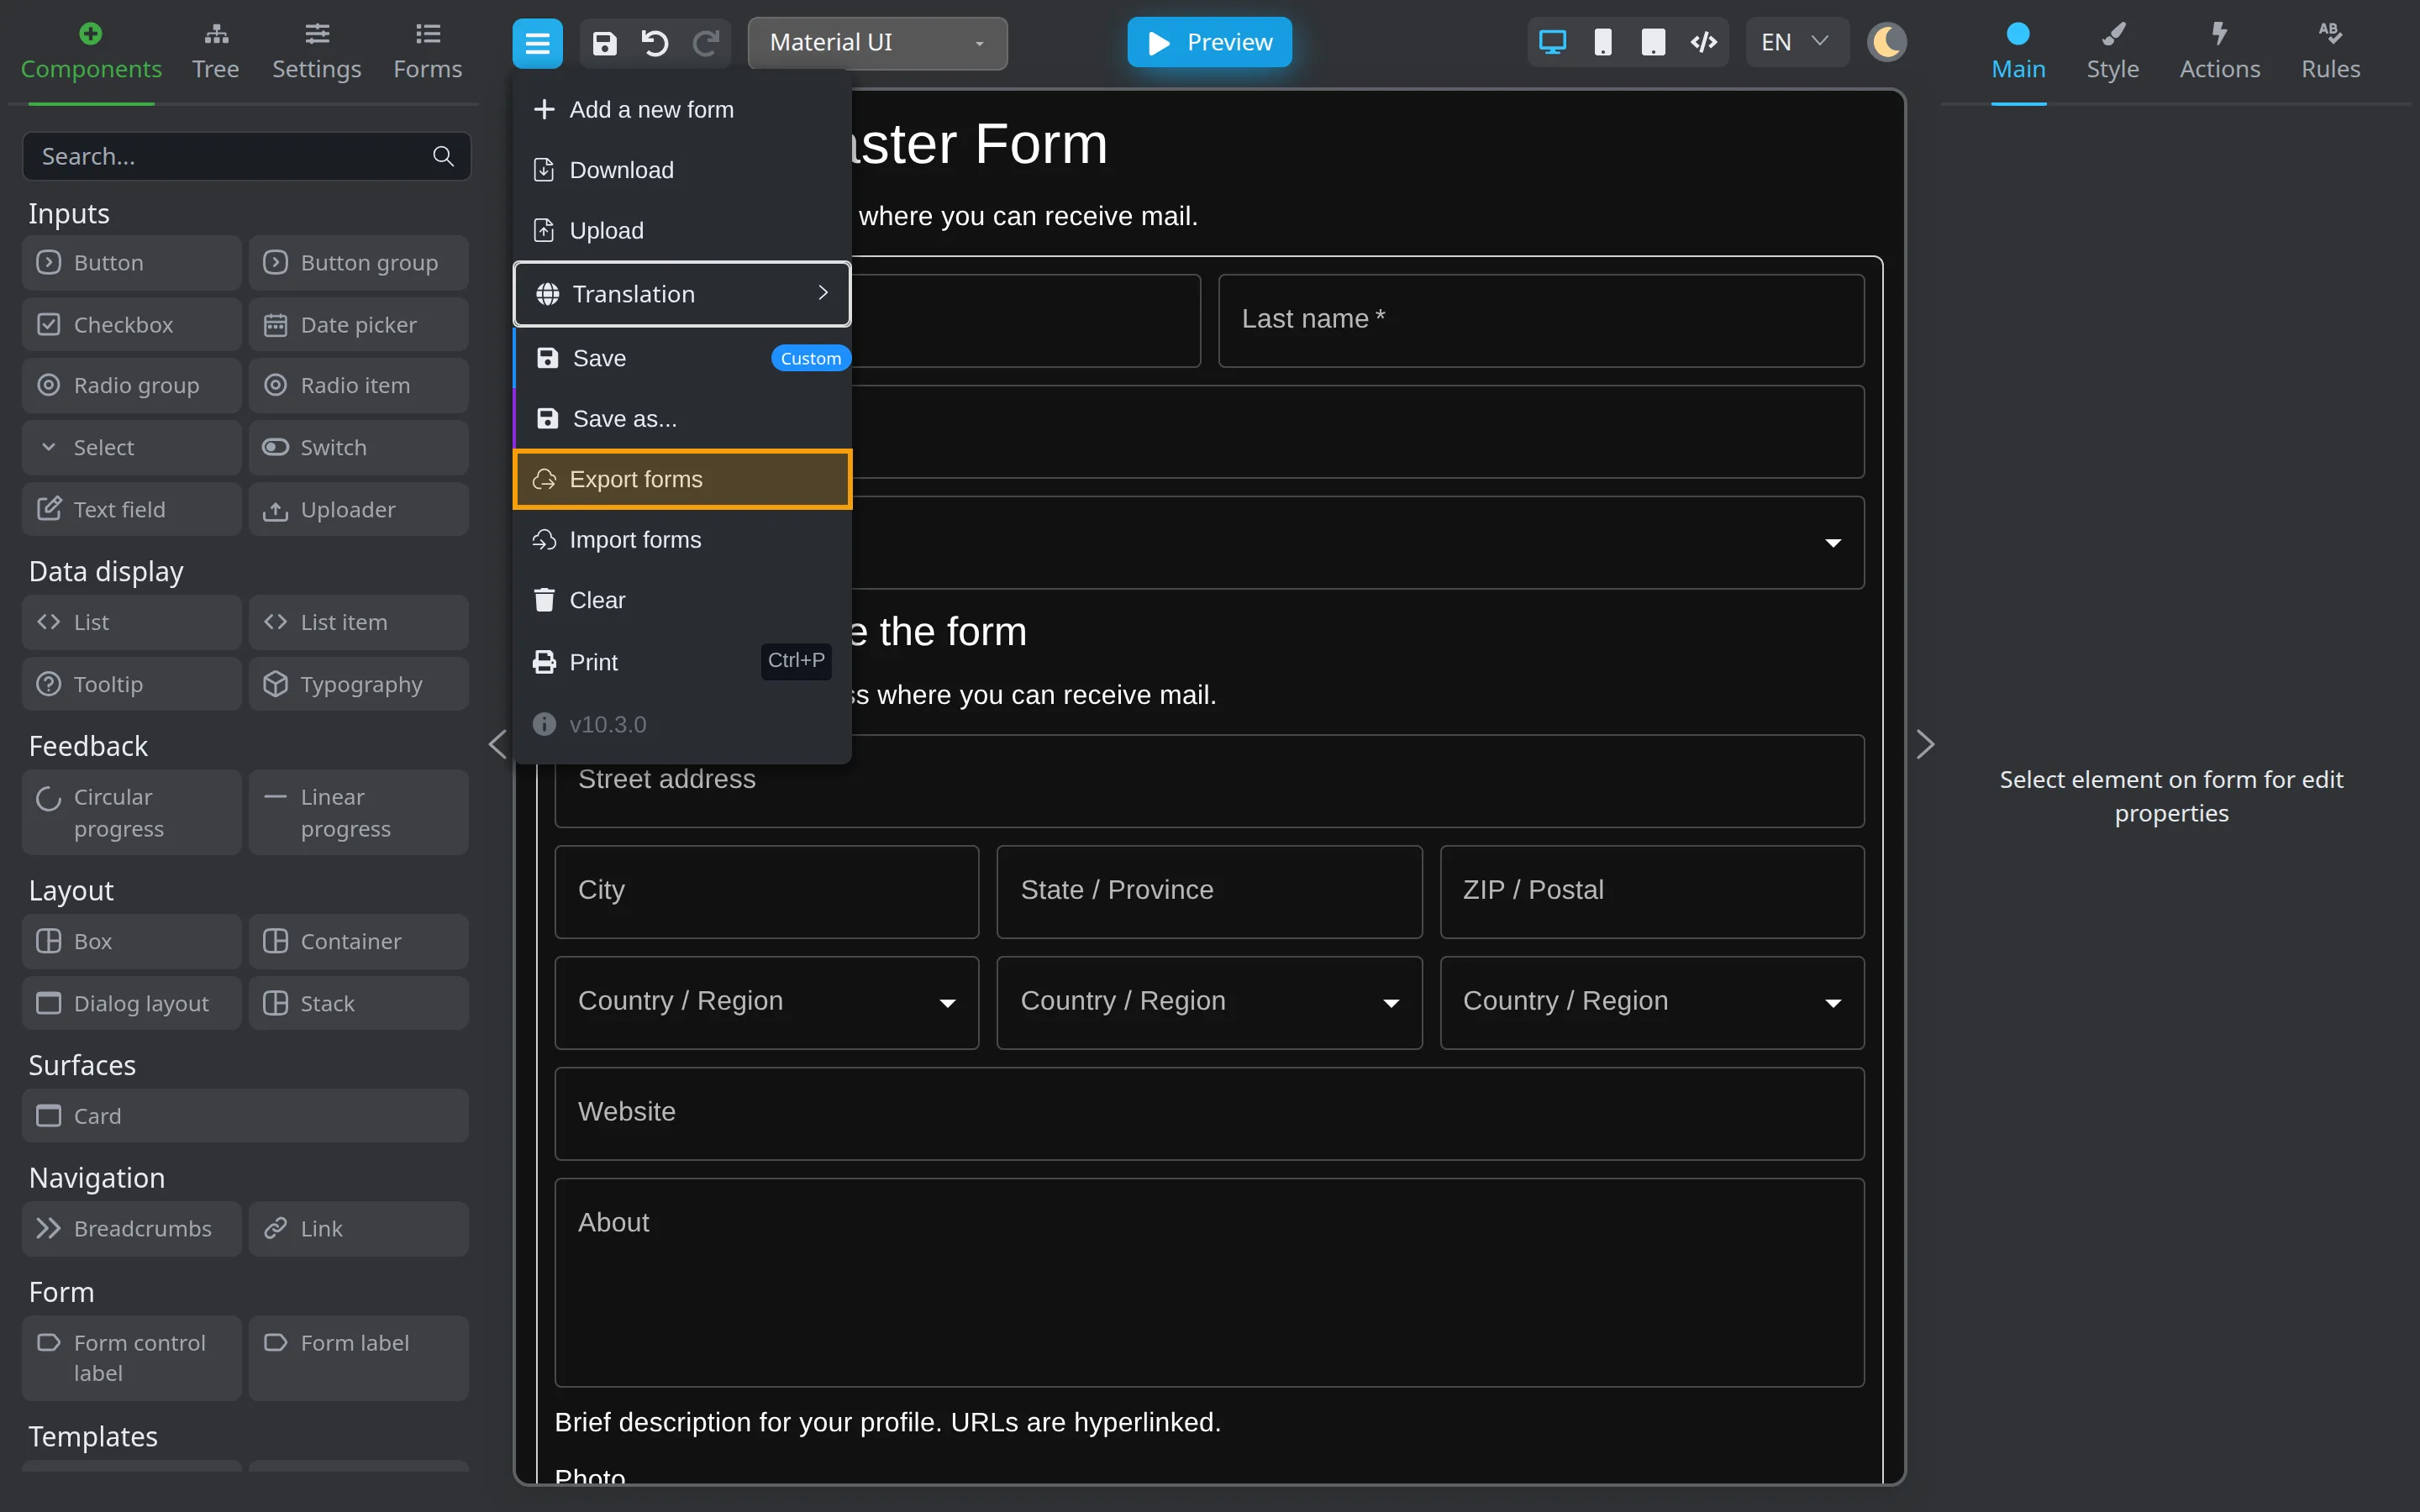 Components
Tree
Settings
Forms
Material UI
Preview
EN
Main
Style
Actions
Rules
Search...
Inputs
Button
Button group
Checkbox
Date picker
Radio group
Radio item
Select
Switch
Text field
Uploader
Data display
List
List item
Tooltip
Typography
Feedback
Circular
progress
Linear
progress
Layout
Box
Container
Dialog layout
Stack
Surfaces
Card
Navigation
Breadcrumbs
Link
Form
Form control
label
Form label
Templates
Add a new form
Download
Upload
Translation
Save
Custom
Save as...
Export forms
Import forms
Clear
Print
Ctrl+P
v10.3.0
aster Form
where you can receive mail.
Last name *
e the form
ss where you can receive mail.
Street address
City
State / Province
ZIP / Postal
Country / Region
Country / Region
Country / Region
Website
About
Brief description for your profile. URLs are hyperlinked.
Photo
Select element on form for edit
properties